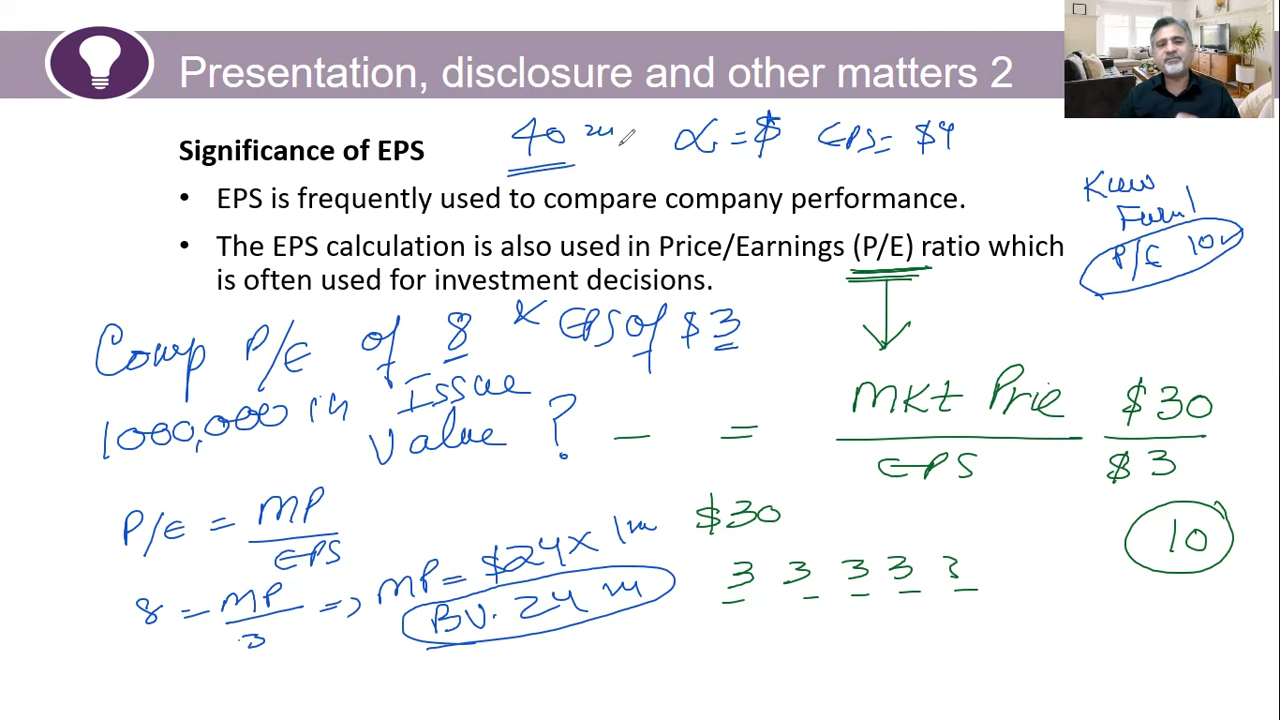 Presentation, disclosure and other matters 2
40 m = $ EPS = $4
Significance of EPS
• EPS is frequently used to compare company performance.
• The EPS calculation is also used in Price/Earnings (P/E) ratio which
is often used for investment decisions.
P/E 10
Comp P/E of 8 & EPS of $3
1000,000 in Issue
Value ?
= MKt Price $30
EPS $3
10
$30
3 3 3 3 3
P/E = MP
EPS
8 = MP => MP = $24 x 1m
3
BV. 24 m